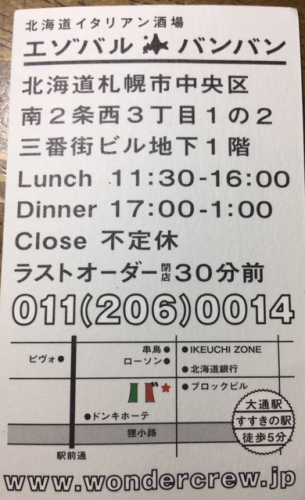 北海道イタリアン酒場
エゾバル バンバン
北海道札幌市中央区
南2条西3丁目1の2
三番街ビル地下1階
Lunch 11:30-16:00
Dinner 17:00-1:00
Close 不定休
ラストオーダー閉店30分前
011(206)0014
ピヴォ
串鳥
ローソン
IKEUCHI ZONE
北海道銀行
ブロックビル
ドンキホーテ
狸小路
駅前通
大通駅
すすきの駅
徒歩5分
www.wondercrew.jp